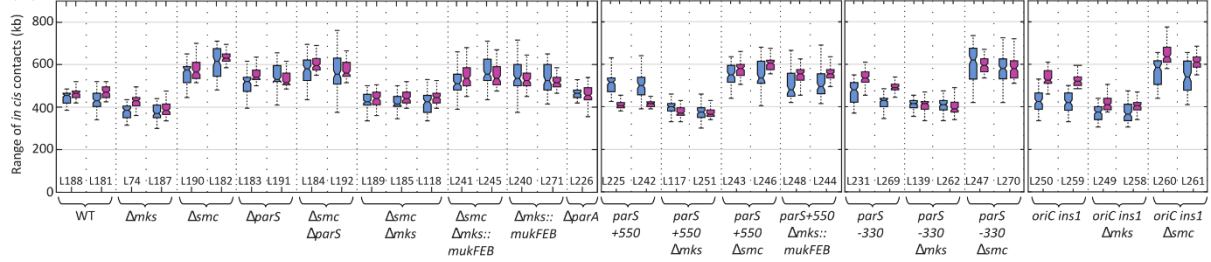 Range of in cis contacts (kb)
800
600
400
200
0
L188 L181 L74 L187 L190 L182 L183 L191 L184 L192 L189 L185 L118 L241 L245 L240 L271 L226 L225 L242 L117 L251 L243 L246 L248 L244 L231 L269 L139 L262 L247 L270 L250 L259 L249 L258 L260 L261
WT Δmks Δsmc ΔparS Δsmc Δsmc Δsmc Δmks:: ΔparA parS parS parS parS+550 parS parS parS oriC ins1 oriC ins1 oriC ins1
ΔparS Δmks Δmks:: mukFEB +550 +550 +550 Δmks:: -330 -330 -330 Δmks Δsmc
mukFEB Δmks Δsmc mukFEB Δmks Δsmc